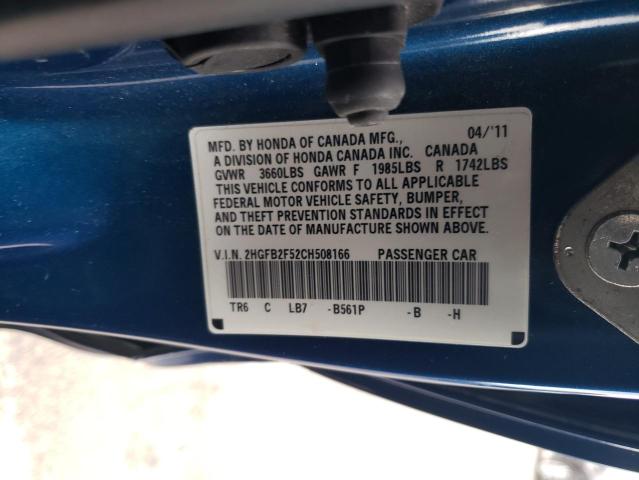 MFD. BY HONDA OF CANADA MFG., 04/'11
A DIVISION OF HONDA CANADA INC. CANADA
GVWR 3660LBS GAWR F 1985LBS R 1742LBS
THIS VEHICLE CONFORMS TO ALL APPLICABLE
FEDERAL MOTOR VEHICLE SAFETY, BUMPER,
AND THEFT PREVENTION STANDARDS IN EFFECT
ON THE DATE OF MANUFACTURE SHOWN ABOVE.
V.I.N. 2HGFB2F52CH508166 PASSENGER CAR
TR6 C LB7 -B561P -B -H